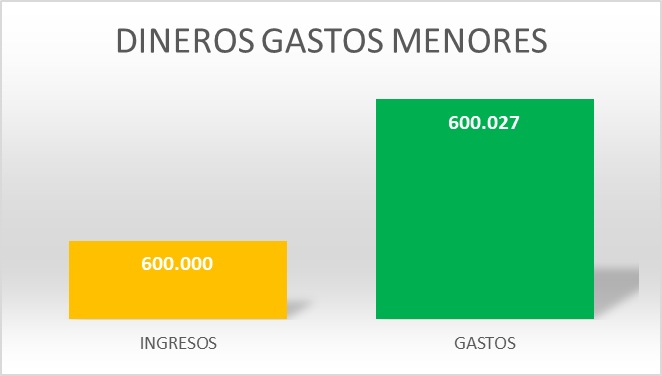 DINEROS GASTOS MENORES
600.027
600.000
INGRESOS
GASTOS